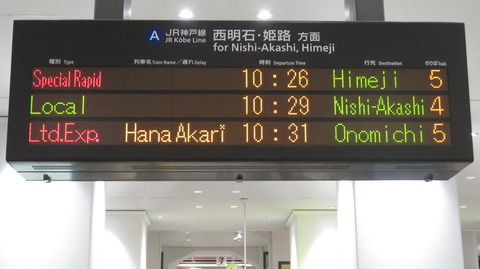 A JR神戸線 西明石・姫路 方面
JR Kōbe Line for Nishi-Akashi, Himeji
種別 Type 列車名 Train Name／遅れ Delay 時刻 Departure Time 行先 Destination のりば
Special Rapid 10:26 Himeji 5
Local 10:29 Nishi-Akashi 4
Ltd.Exp. Hana Akari 10:31 Onomichi 5